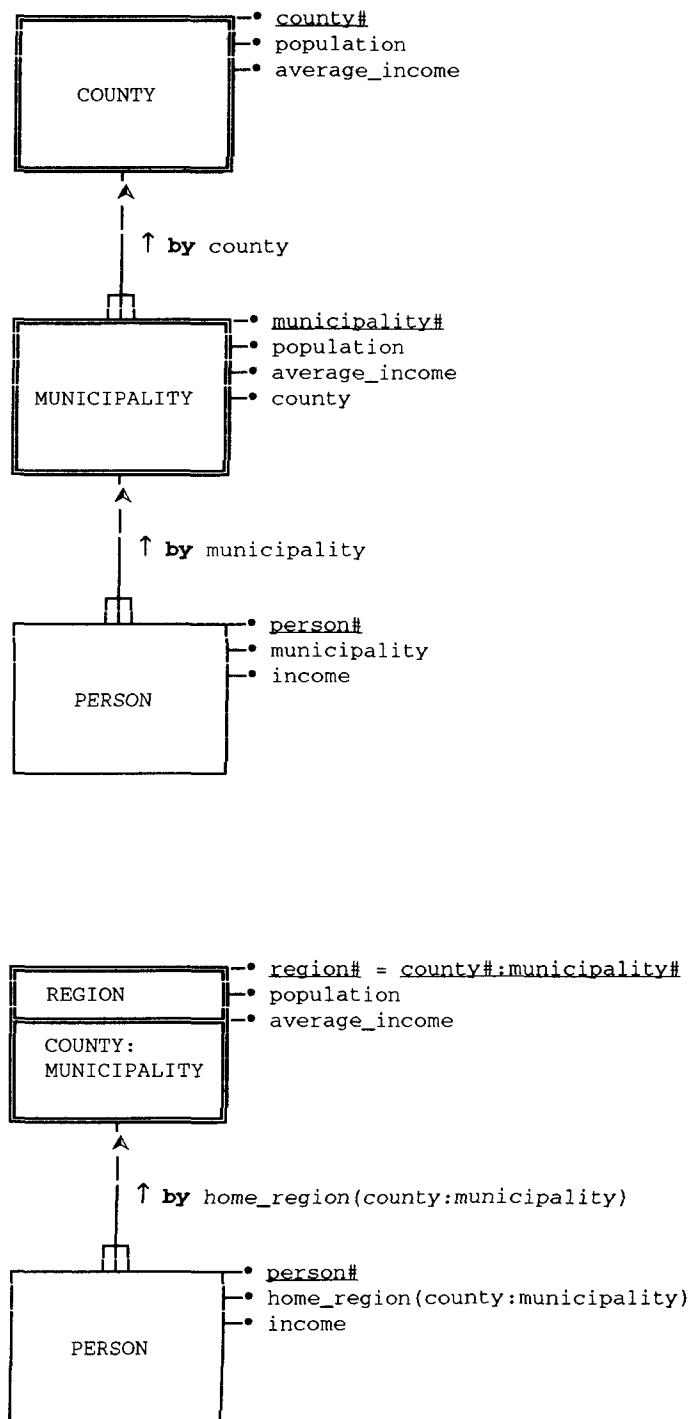 county#
population
average_income
COUNTY
↑ by county
municipality#
population
average_income
MUNICIPALITY
county
↑ by municipality
person#
municipality
income
PERSON
region# = county#:municipality#
REGION
population
average_income
COUNTY:
MUNICIPALITY
↑ by home_region(county:municipality)
person#
home_region(county:municipality)
income
PERSON